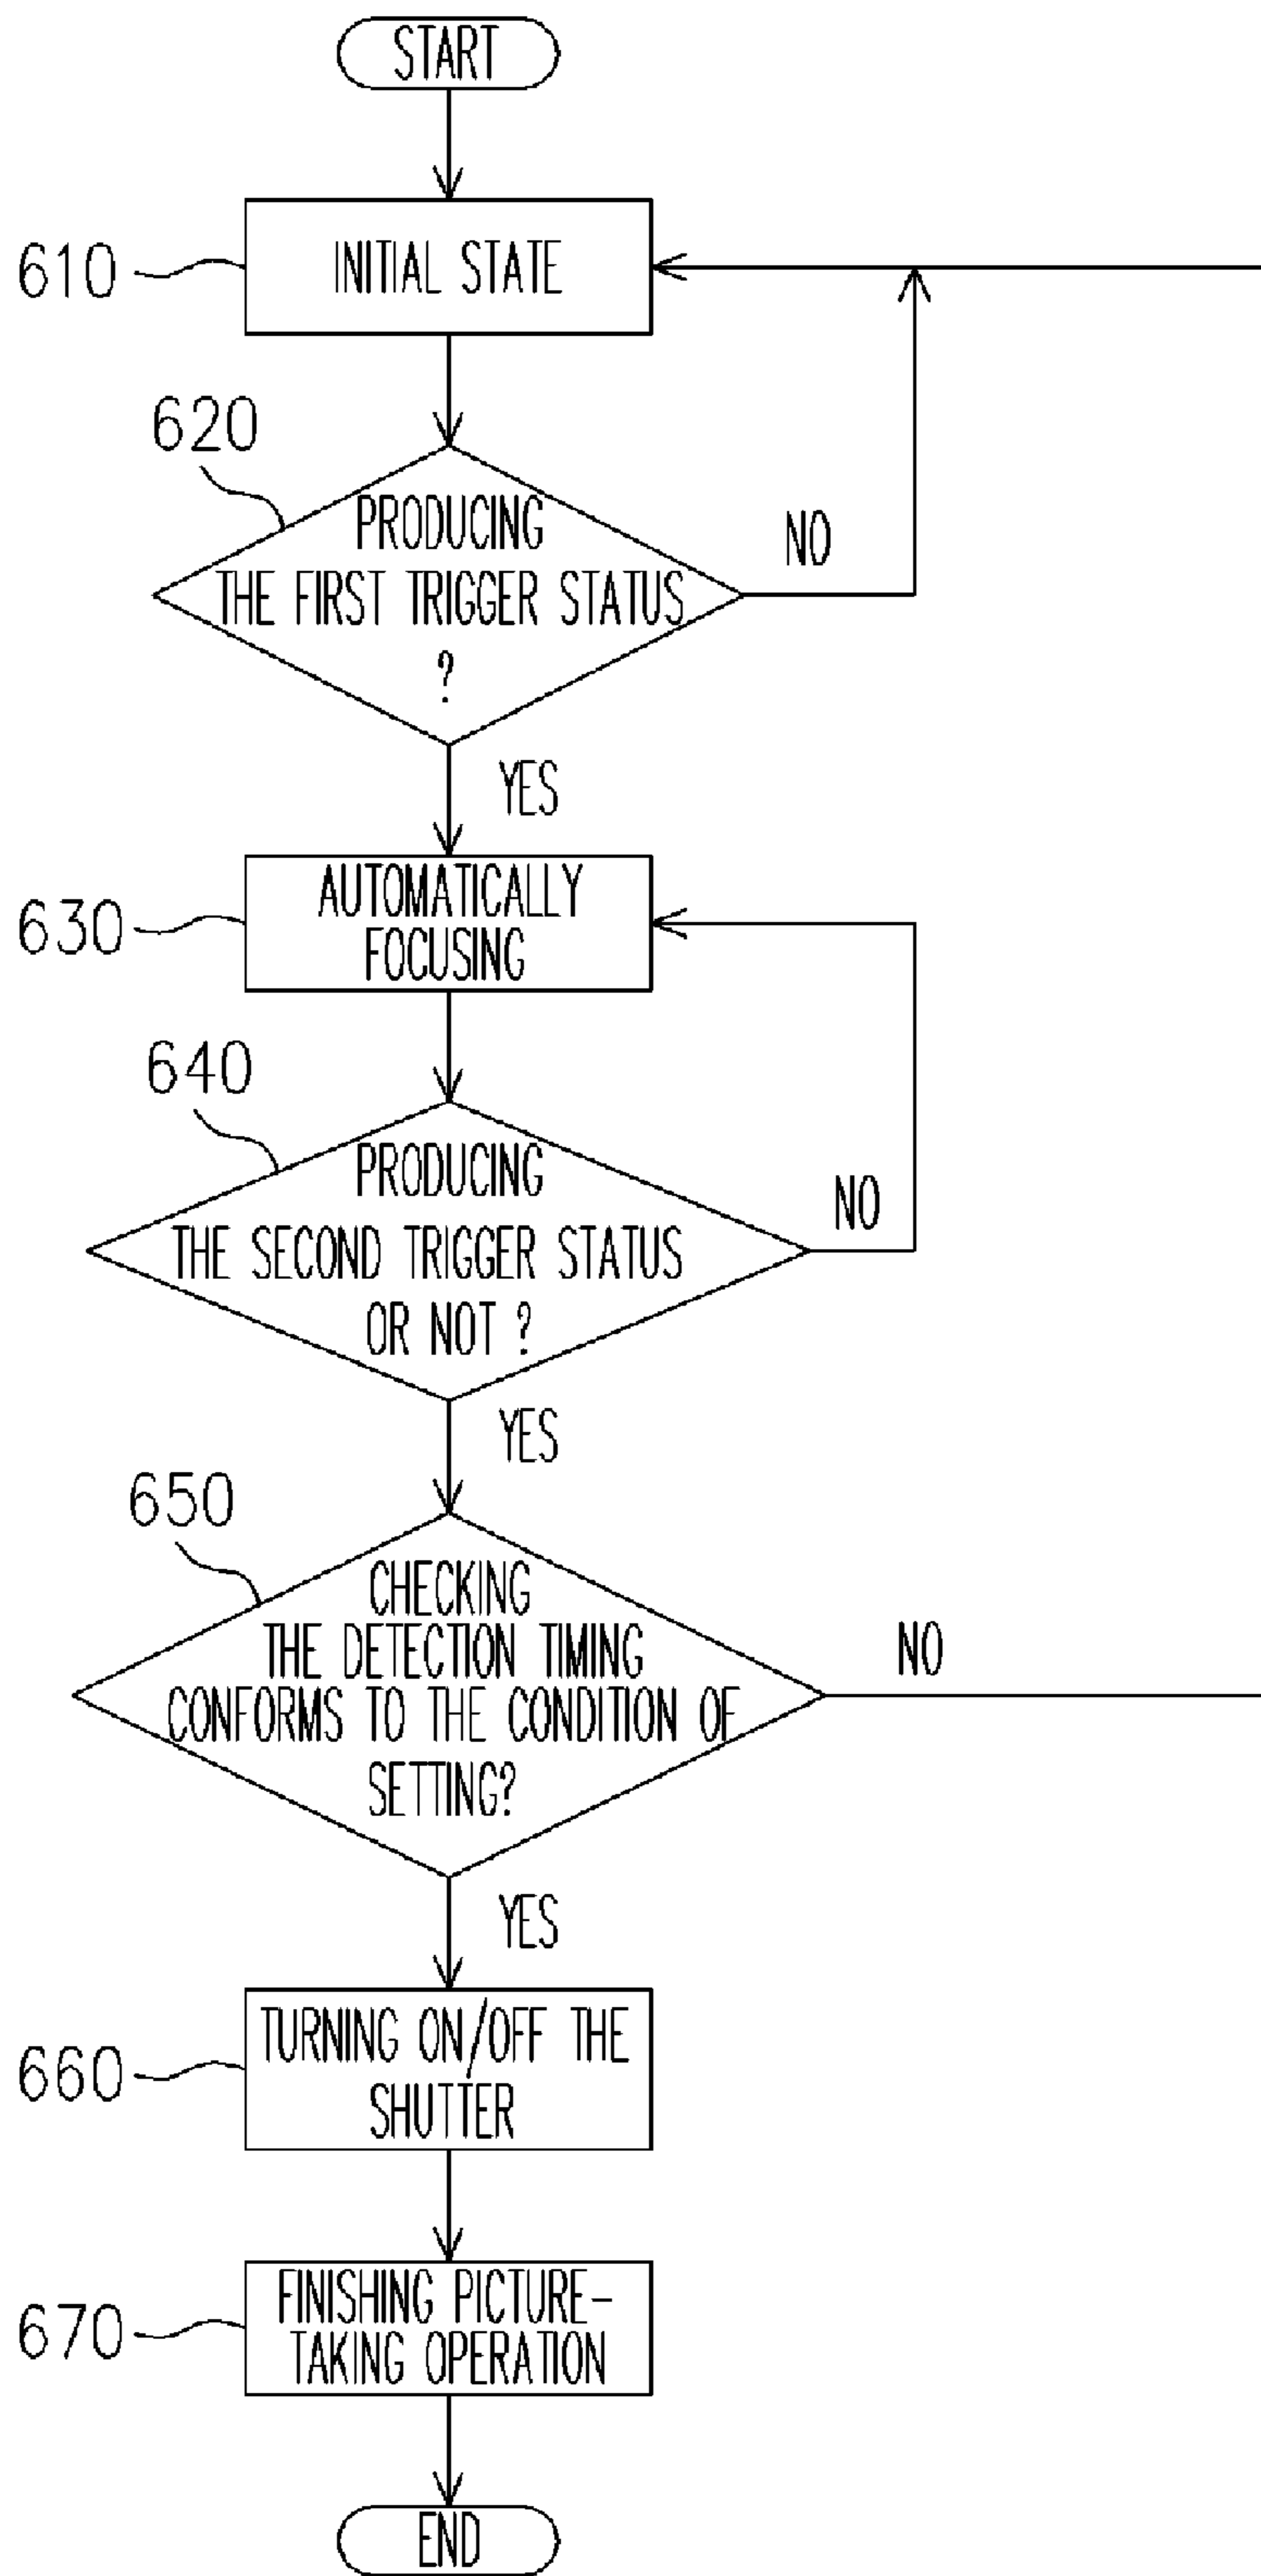 START
610
INITIAL STATE
620
PRODUCING
THE FIRST TRIGGER STATUS
?
NO
YES
630
AUTOMATICALLY
FOCUSING
640
PRODUCING
THE SECOND TRIGGER STATUS
OR NOT ?
NO
YES
650
CHECKING
THE DETECTION TIMING
CONFORMS TO THE CONDITION OF
SETTING?
NO
YES
660
TURNING ON/OFF THE
SHUTTER
670
FINISHING PICTURE-
TAKING OPERATION
END